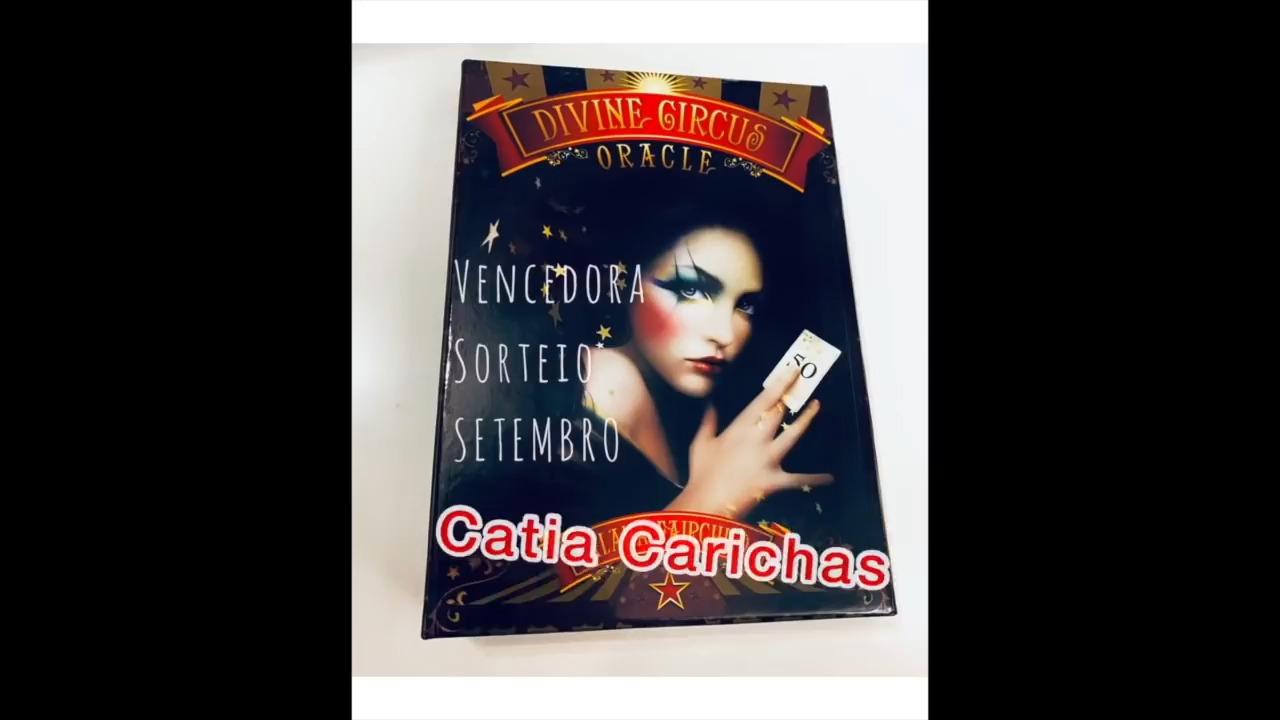 DIVINE CIRCUS
ORACLE
VENCEDORA
SORTEIO
SETEMBRO
50
Catia Carichas